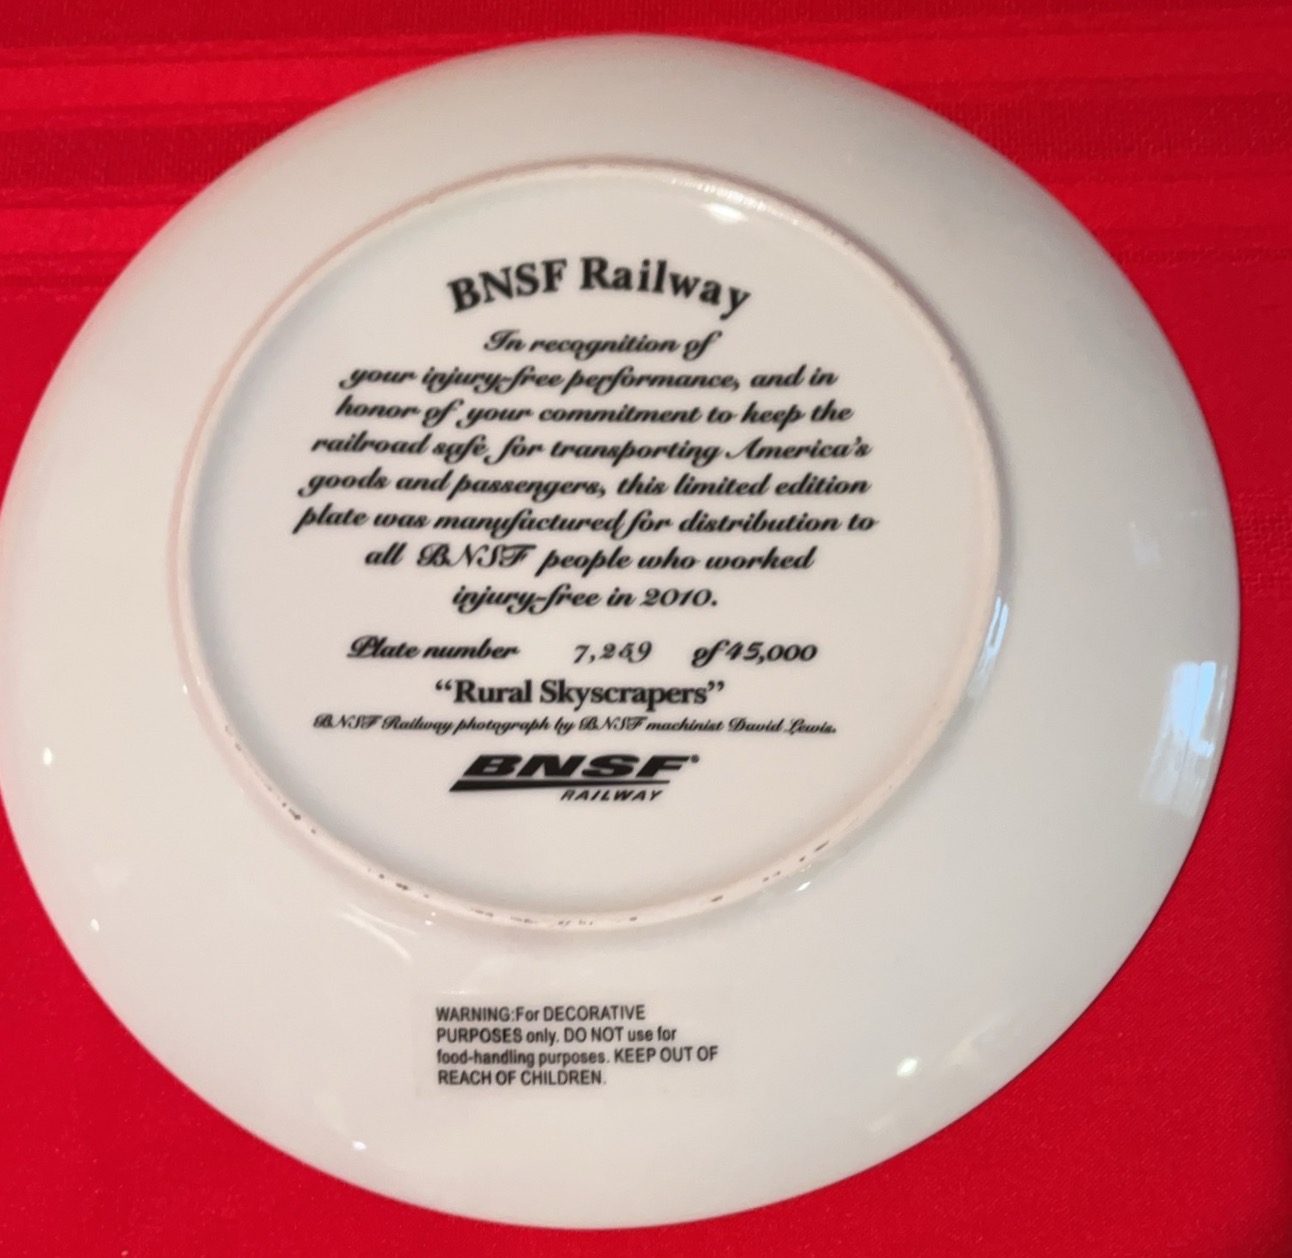 BNSF Railway
In recognition of
your injury-free performance, and in
honor of your commitment to keep the
railroad safe for transporting America's
goods and passengers, this limited edition
plate was manufactured for distribution to
all BNSF people who worked
injury-free in 2010.
Plate number of 45,000
"Rural Skyscrapers"
BNSF Railway photograph by BNSF machinist David Lewis.
BNSF®
RAILWAY
WARNING:For DECORATIVE
PURPOSES only. DO NOT use for
food-handling purposes. KEEP OUT OF
REACH OF CHILDREN.